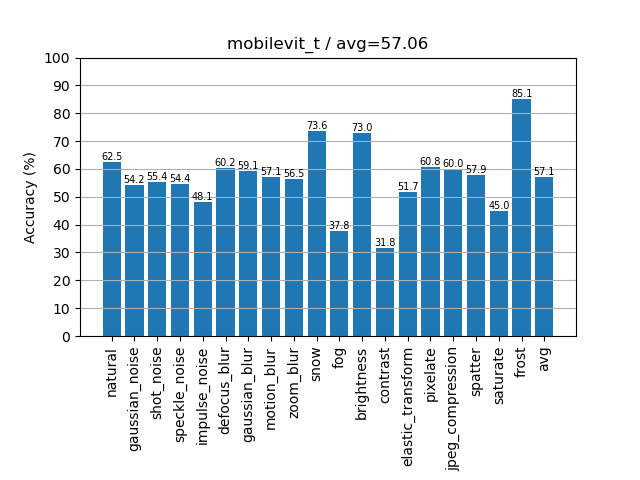 mobilevit_t / avg=57.06
Accuracy (%)
100
90
80
70
60
50
40
30
20
10
0
62.5
54.2
55.4
54.4
48.1
60.2
59.1
57.1
56.5
73.6
37.8
73.0
31.8
51.7
60.8
60.0
57.9
45.0
85.1
57.1
natural
gaussian_noise
shot_noise
speckle_noise
impulse_noise
defocus_blur
gaussian_blur
motion_blur
zoom_blur
snow
fog
brightness
contrast
elastic_transform
pixelate
jpeg_compression
spatter
saturate
frost
avg